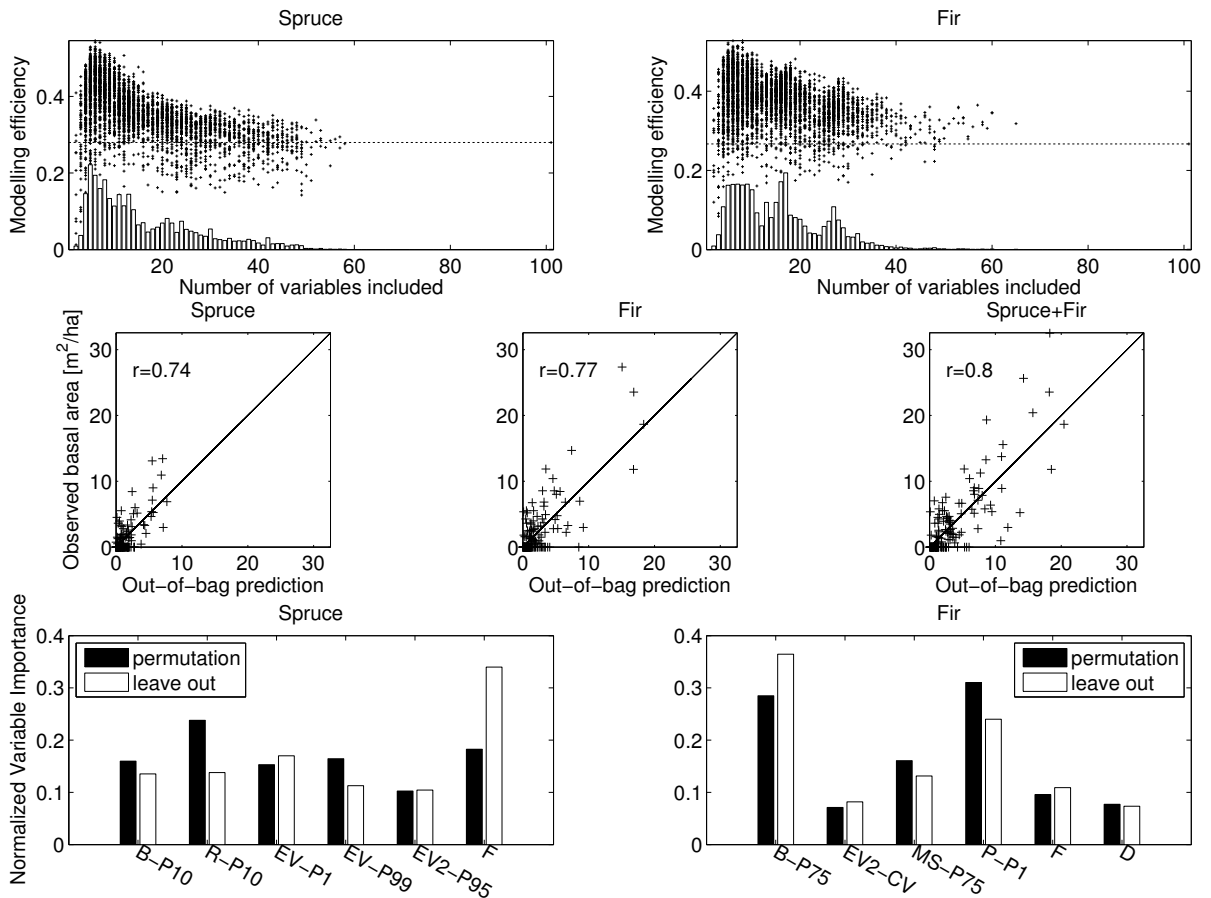 Spruce
Fir
Modelling efficiency
0.4
0.2
0
20
40
60
80
100
Number of variables included
Modelling efficiency
0.4
0.2
0
20
40
60
80
100
Number of variables included
Spruce
Fir
Spruce+Fir
Observed basal area [m²/ha]
30
20
10
0
r=0.74
0
10
20
30
Out−of−bag prediction
30
20
10
0
r=0.77
0
10
20
30
Out−of−bag prediction
30
20
10
0
r=0.8
0
10
20
30
Out−of−bag prediction
Spruce
Fir
Normalized Variable Importance
0.4
0.3
0.2
0.1
0
permutation
leave out
B−P10
R−P10
EV−P1
EV−P99
EV2−P95
F
0.4
0.3
0.2
0.1
0
permutation
leave out
B−P75
EV2−CV
MS−P75
P−P1
F
D